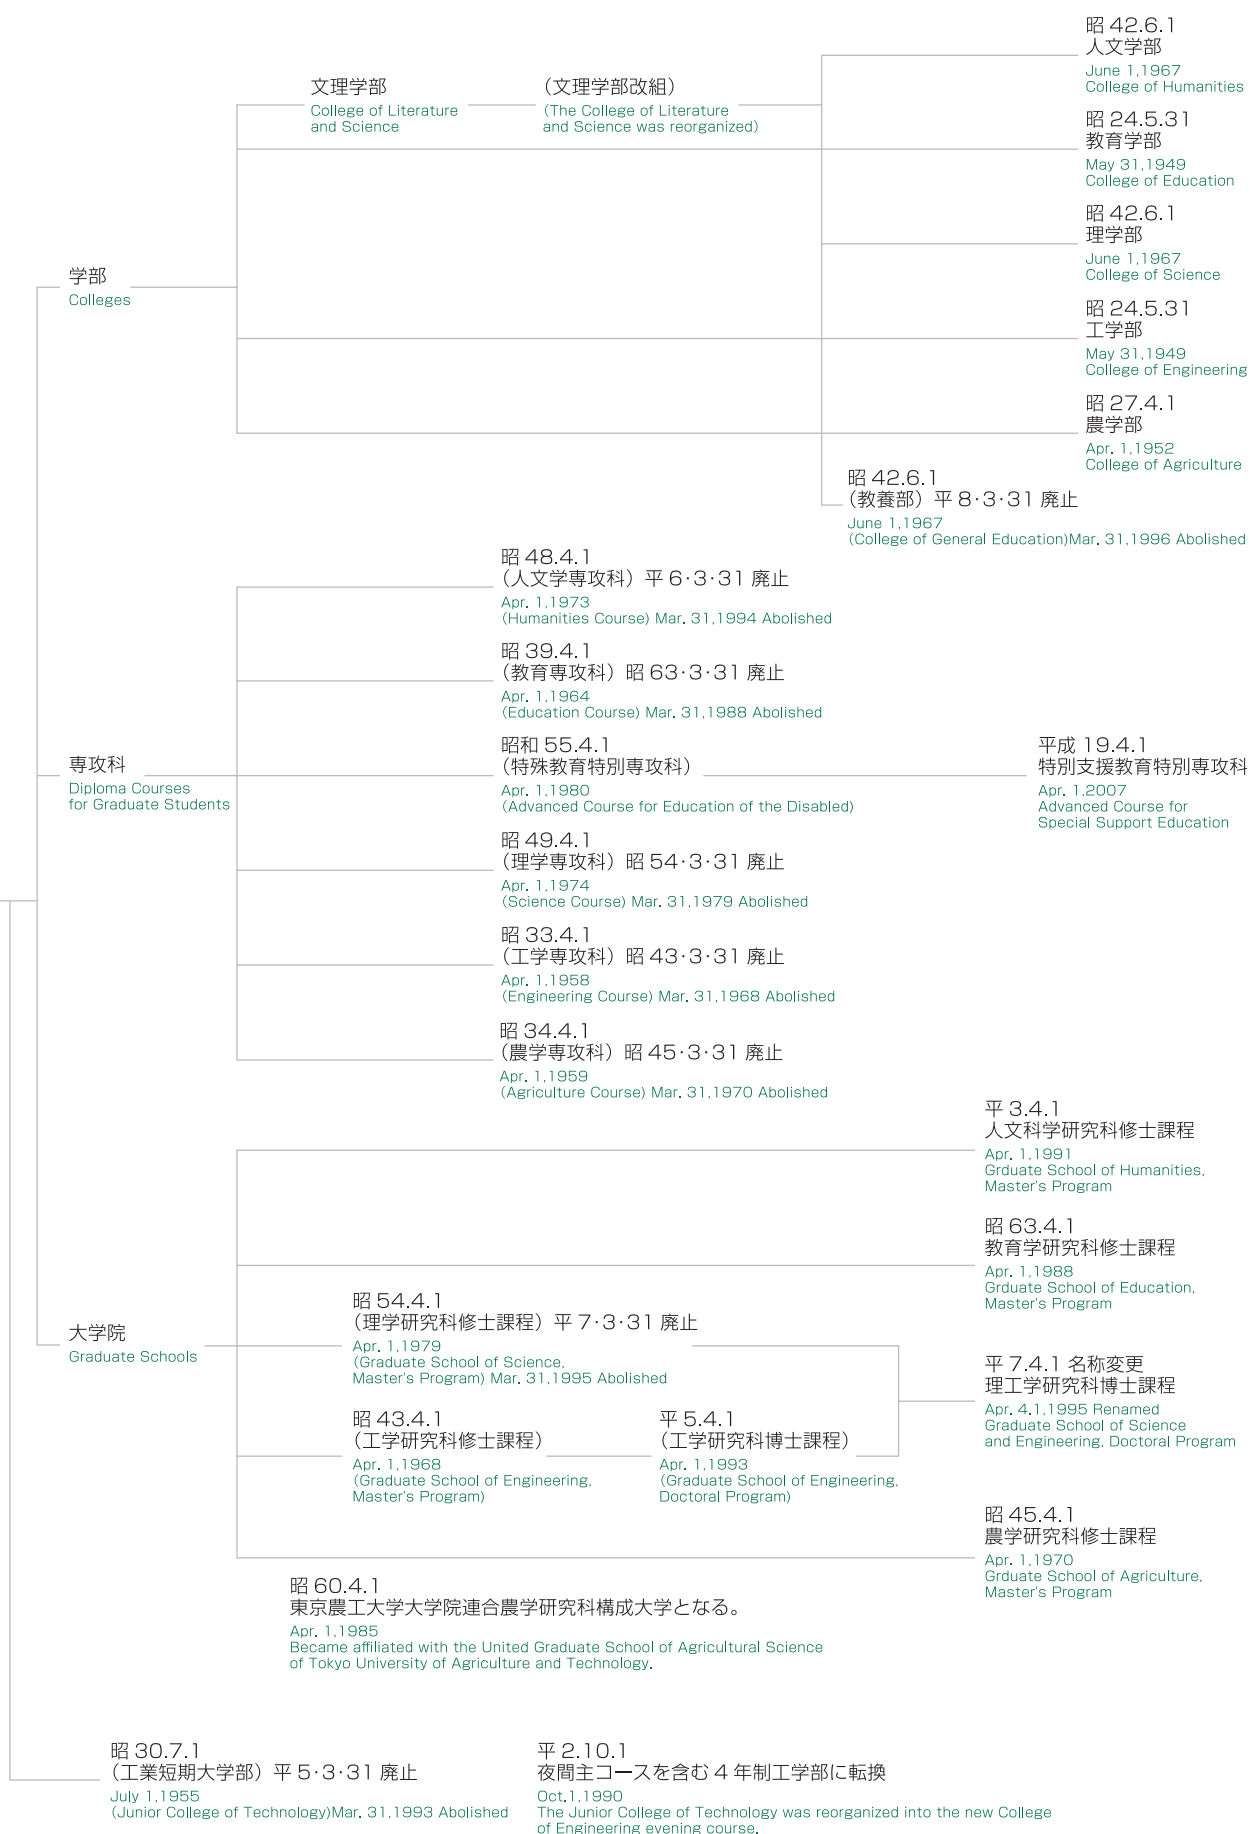 昭 42.6.1
人文学部
June 1,1967
College of Humanities
文理学部
College of Literature
and Science
（文理学部改組）
(The College of Literature
and Science was reorganized)
昭 24.5.31
教育学部
May 31,1949
College of Education
昭 42.6.1
理学部
June 1,1967
College of Science
学部
Colleges
昭 24.5.31
工学部
May 31,1949
College of Engineering
昭 27.4.1
農学部
Apr. 1,1952
College of Agriculture
昭 42.6.1
（教養部）平 8･3･31 廃止
June 1,1967
(College of General Education)Mar. 31,1996 Abolished
昭 48.4.1
（人文学専攻科）平 6･3･31 廃止
Apr. 1,1973
(Humanities Course) Mar. 31,1994 Abolished
昭 39.4.1
（教育専攻科）昭 63･3･31 廃止
Apr. 1,1964
(Education Course) Mar. 31,1988 Abolished
専攻科
Diploma Courses
for Graduate Students
昭和 55.4.1
（特殊教育特別専攻科）
Apr. 1,1980
(Advanced Course for Education of the Disabled)
平成 19.4.1
特別支援教育特別専攻科
Apr. 1,2007
Advanced Course for
Special Support Education
昭 49.4.1
（理学専攻科）昭 54･3･31 廃止
Apr. 1,1974
(Science Course) Mar. 31,1979 Abolished
昭 33.4.1
（工学専攻科）昭 43･3･31 廃止
Apr. 1,1958
(Engineering Course) Mar. 31,1968 Abolished
昭 34.4.1
（農学専攻科）昭 45･3･31 廃止
Apr. 1,1959
(Agriculture Course) Mar. 31,1970 Abolished
平 3.4.1
人文科学研究科修士課程
Apr. 1,1991
Grduate School of Humanities,
Master's Program
昭 63.4.1
教育学研究科修士課程
Apr. 1,1988
Grduate School of Education,
Master's Program
大学院
Graduate Schools
昭 54.4.1
（理学研究科修士課程）平 7･3･31 廃止
Apr. 1,1979
(Graduate School of Science,
Master's Program) Mar. 31,1995 Abolished
平 7.4.1 名称変更
理工学研究科博士課程
Apr. 4.1,1995 Renamed
Graduate School of Science
and Engineering, Doctoral Program
昭 43.4.1
（工学研究科修士課程）
Apr. 1,1968
(Graduate School of Engineering,
Master's Program)
平 5.4.1
（工学研究科博士課程）
Apr. 1,1993
(Graduate School of Engineering,
Doctoral Program)
昭 45.4.1
農学研究科修士課程
Apr. 1,1970
Grduate School of Agriculture,
Master's Program
昭 60.4.1
東京農工大学大学院連合農学研究科構成大学となる。
Apr. 1,1985
Became affiliated with the United Graduate School of Agricultural Science
of Tokyo University of Agriculture and Technology.
昭 30.7.1
（工業短期大学部）平 5･3･31 廃止
July 1,1955
(Junior College of Technology)Mar. 31,1993 Abolished
平 2.10.1
夜間主コースを含む 4 年制工学部に転換
Oct.1,1990
The Junior College of Technology was reorganized into the new College
of Engineering evening course.